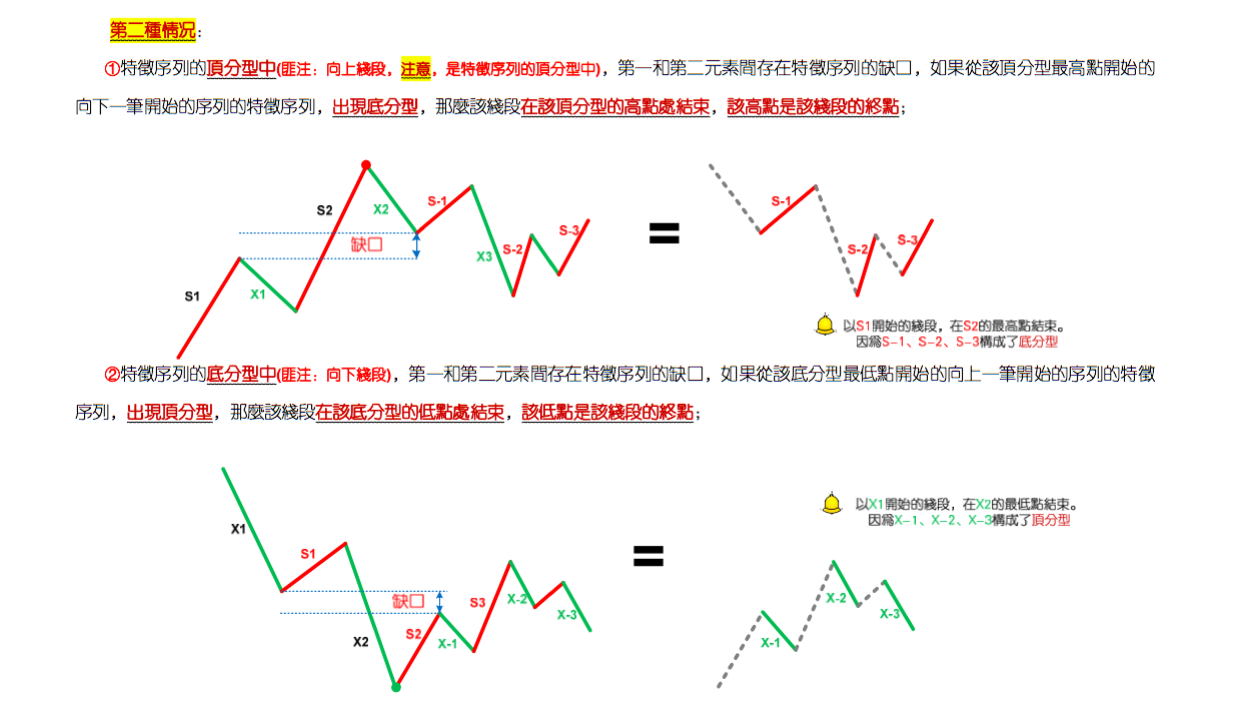 第二種情况:
①特徵序列的頂分型中(匪注：向上綫段，注意，是特徵序列的頂分型中)，第一和第二元素間存在特徵序列的缺口，如果從該頂分型最高點開始的
向下一筆開始的序列的特徵序列，出現底分型，那麼該綫段在該頂分型的高點處結束，該高點是該綫段的終點；
S2
X2
S-1
S-1
缺口
S-3
X3
S-2
S-2
S-3
S1
X1
以S1開始的綫段，在S2的最高點結束。
因爲S-1、S-2、S-3構成了底分型
②特徵序列的底分型中(匪注：向下綫段)，第一和第二元素間存在特徵序列的缺口，如果從該底分型最低點開始的向上一筆開始的序列的特徵
序列，出現頂分型，那麼該綫段在該底分型的低點處結束，該低點是該綫段的終點；
以X1開始的綫段，在X2的最低點結束。
因爲X-1、X-2、X-3構成了頂分型
X1
S1
缺口
S3
X-2
X-2
X-3
X-3
X2
S2
X-1
X-1